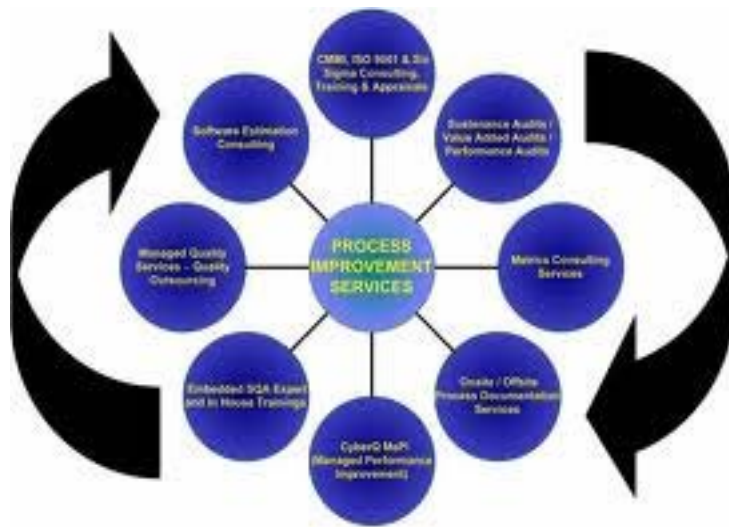 CMMI, ISO 9001 & Six
Sigma Consulting,
Training & Appraisals
Sustenance Audits /
Value Added Audits /
Performance Audits
Metrics Consulting
Services
Onsite / Offsite
Process Documentation
Services
CyberQ MaPI
(Managed Performance
Improvement)
Embedded SQA Expert
and In House Trainings
Managed Quality
Services – Quality
Outsourcing
Software Estimation
Consulting
PROCESS
IMPROVEMENT
SERVICES